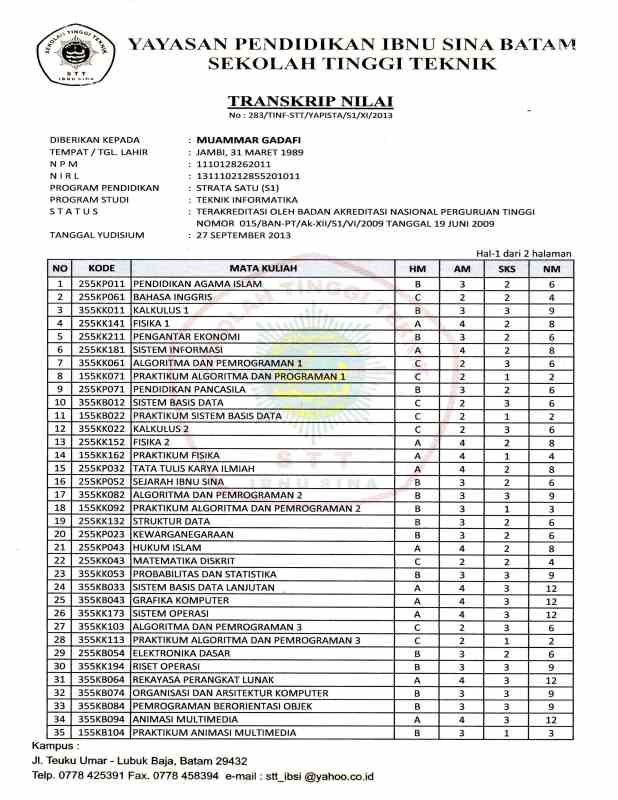 SEKOLAH TINGGI TEKNIK
STT
IBNU SINA
YAYASAN PENDIDIKAN IBNU SINA BATAM
SEKOLAH TINGGI TEKNIK
TRANSKRIP NILAI
No : 283/TINF-STT/YAPISTA/S1/XI/2013
DIBERIKAN KEPADA : MUAMMAR GADAFI
TEMPAT / TGL. LAHIR : JAMBI, 31 MARET 1989
N P M : 1110128262011
N I R L : 131110212855201011
PROGRAM PENDIDIKAN : STRATA SATU (S1)
PROGRAM STUDI : TEKNIK INFORMATIKA
S T A T U S : TERAKREDITASI OLEH BADAN AKREDITASI NASIONAL PERGURUAN TINGGI
NOMOR 015/BAN-PT/Ak-XII/S1/VI/2009 TANGGAL 19 JUNI 2009
TANGGAL YUDISIUM : 27 SEPTEMBER 2013
Hal-1 dari 2 halaman
NO KODE MATA KULIAH HM AM SKS NM
1 255KP011 PENDIDIKAN AGAMA ISLAM B 3 2 6
2 255KP061 BAHASA INGGRIS C 2 2 4
3 355KK011 KALKULUS 1 B 3 3 9
4 255KK141 FISIKA 1 A 4 2 8
5 255KK211 PENGANTAR EKONOMI B 3 2 6
6 255KK181 SISTEM INFORMASI A 4 2 8
7 355KK061 ALGORITMA DAN PEMROGRAMAN 1 C 2 3 6
8 155KK071 PRAKTIKUM ALGORITMA DAN PROGRAMAN 1 C 2 1 2
9 255KP071 PENDIDIKAN PANCASILA B 3 2 6
10 355KB012 SISTEM BASIS DATA C 2 3 6
11 155KB022 PRAKTIKUM SISTEM BASIS DATA C 2 1 2
12 355KK022 KALKULUS 2 C 2 3 6
13 255KK152 FISIKA 2 A 4 2 8
14 155KK162 PRAKTIKUM FISIKA A 4 1 4
15 255KP032 TATA TULIS KARYA ILMIAH A 4 2 8
16 255KP052 SEJARAH IBNU SINA B 3 2 6
17 355KK082 ALGORITMA DAN PEMROGRAMAN 2 B 3 3 9
18 155KK092 PRAKTIKUM ALGORITMA DAN PEMROGRAMAN 2 B 3 1 3
19 255KK132 STRUKTUR DATA B 3 2 6
20 255KP023 KEWARGANEGARAAN B 3 2 6
21 255KP043 HUKUM ISLAM A 4 2 8
22 255KK043 MATEMATIKA DISKRIT C 2 2 4
23 355KK053 PROBABILITAS DAN STATISTIKA B 3 3 9
24 355KB033 SISTEM BASIS DATA LANJUTAN A 4 3 12
25 355KB043 GRAFIKA KOMPUTER A 4 3 12
26 355KK173 SISTEM OPERASI A 4 3 12
27 355KK103 ALGORITMA DAN PEMROGRAMAN 3 C 2 3 6
28 355KK113 PRAKTIKUM ALGORITMA DAN PEMROGRAMAN 3 C 2 1 2
29 255KB054 ELEKTRONIKA DASAR B 3 2 6
30 355KK194 RISET OPERASI B 3 3 9
31 355KB064 REKAYASA PERANGKAT LUNAK A 4 3 12
32 355KB074 ORGANISASI DAN ARSITEKTUR KOMPUTER B 3 3 9
33 355KB084 PEMROGRAMAN BERORIENTASI OBJEK B 3 3 9
34 355KB094 ANIMASI MULTIMEDIA A 4 3 12
35 155KB104 PRAKTIKUM ANIMASI MULTIMEDIA B 3 1 3
SEKOLAH TINGGI TEKNIK
STT
IBNU SINA
Kampus :
Jl. Teuku Umar - Lubuk Baja, Batam 29432
Telp. 0778 425391 Fax. 0778 458394 e-mail : stt_ibsi @yahoo.co.id